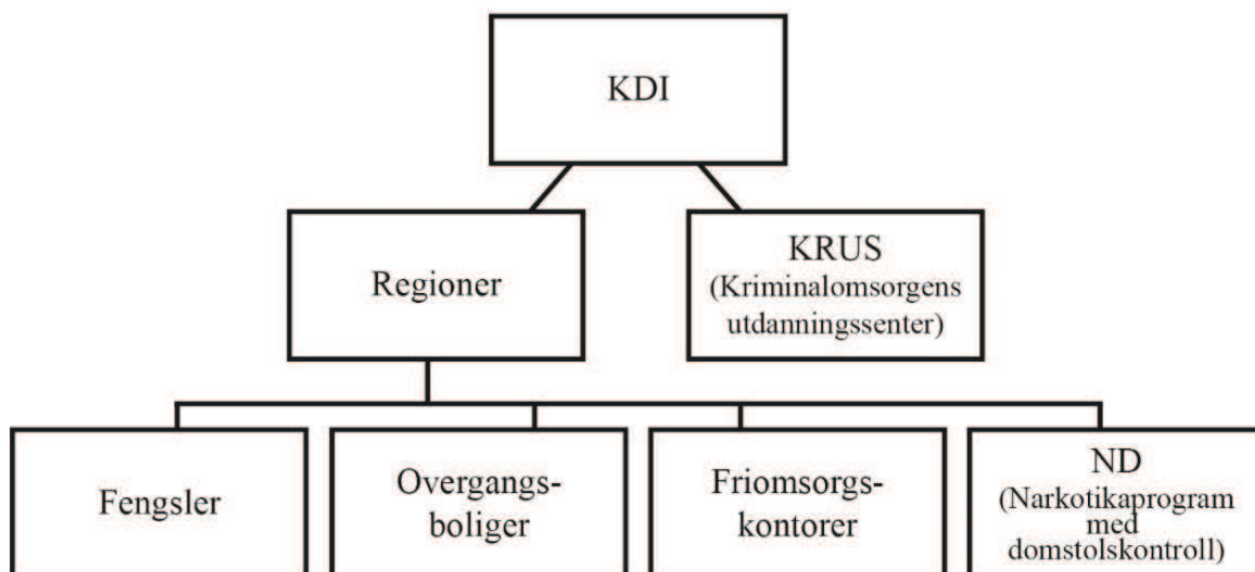 KDI
Regioner
KRUS
(Kriminalomsorgens
utdanningssenter)
Fengsler
Overgangs-
boliger
Friomsorgs-
kontorer
ND
(Narkotikaprogram
med
domstolskontroll)